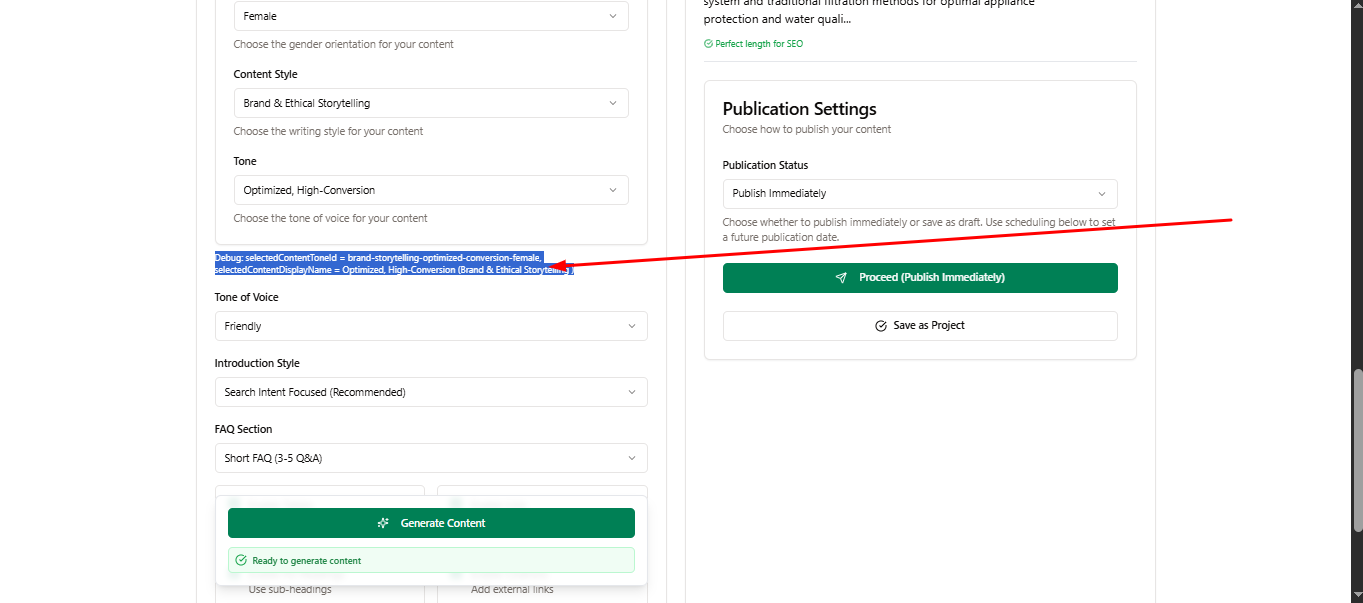 Female
Choose the gender orientation for your content
Content Style
Brand & Ethical Storytelling
Choose the writing style for your content
Tone
Optimized, High-Conversion
Choose the tone of voice for your content
Debug: selectedContentToneId = brand-storytelling-optimized-conversion-female,
selectedContentDisplayName = Optimized, High-Conversion (Brand & Ethical Storytelling)
Tone of Voice
Friendly
Introduction Style
Search Intent Focused (Recommended)
FAQ Section
Short FAQ (3-5 Q&A)
Generate Content
Ready to generate content
Use sub-headings
Add external links
system and traditional filtration methods for optimal appliance
protection and water quali...
Perfect length for SEO
Publication Settings
Choose how to publish your content
Publication Status
Publish Immediately
Choose whether to publish immediately or save as draft. Use scheduling below to set
a future publication date.
Proceed (Publish Immediately)
Save as Project